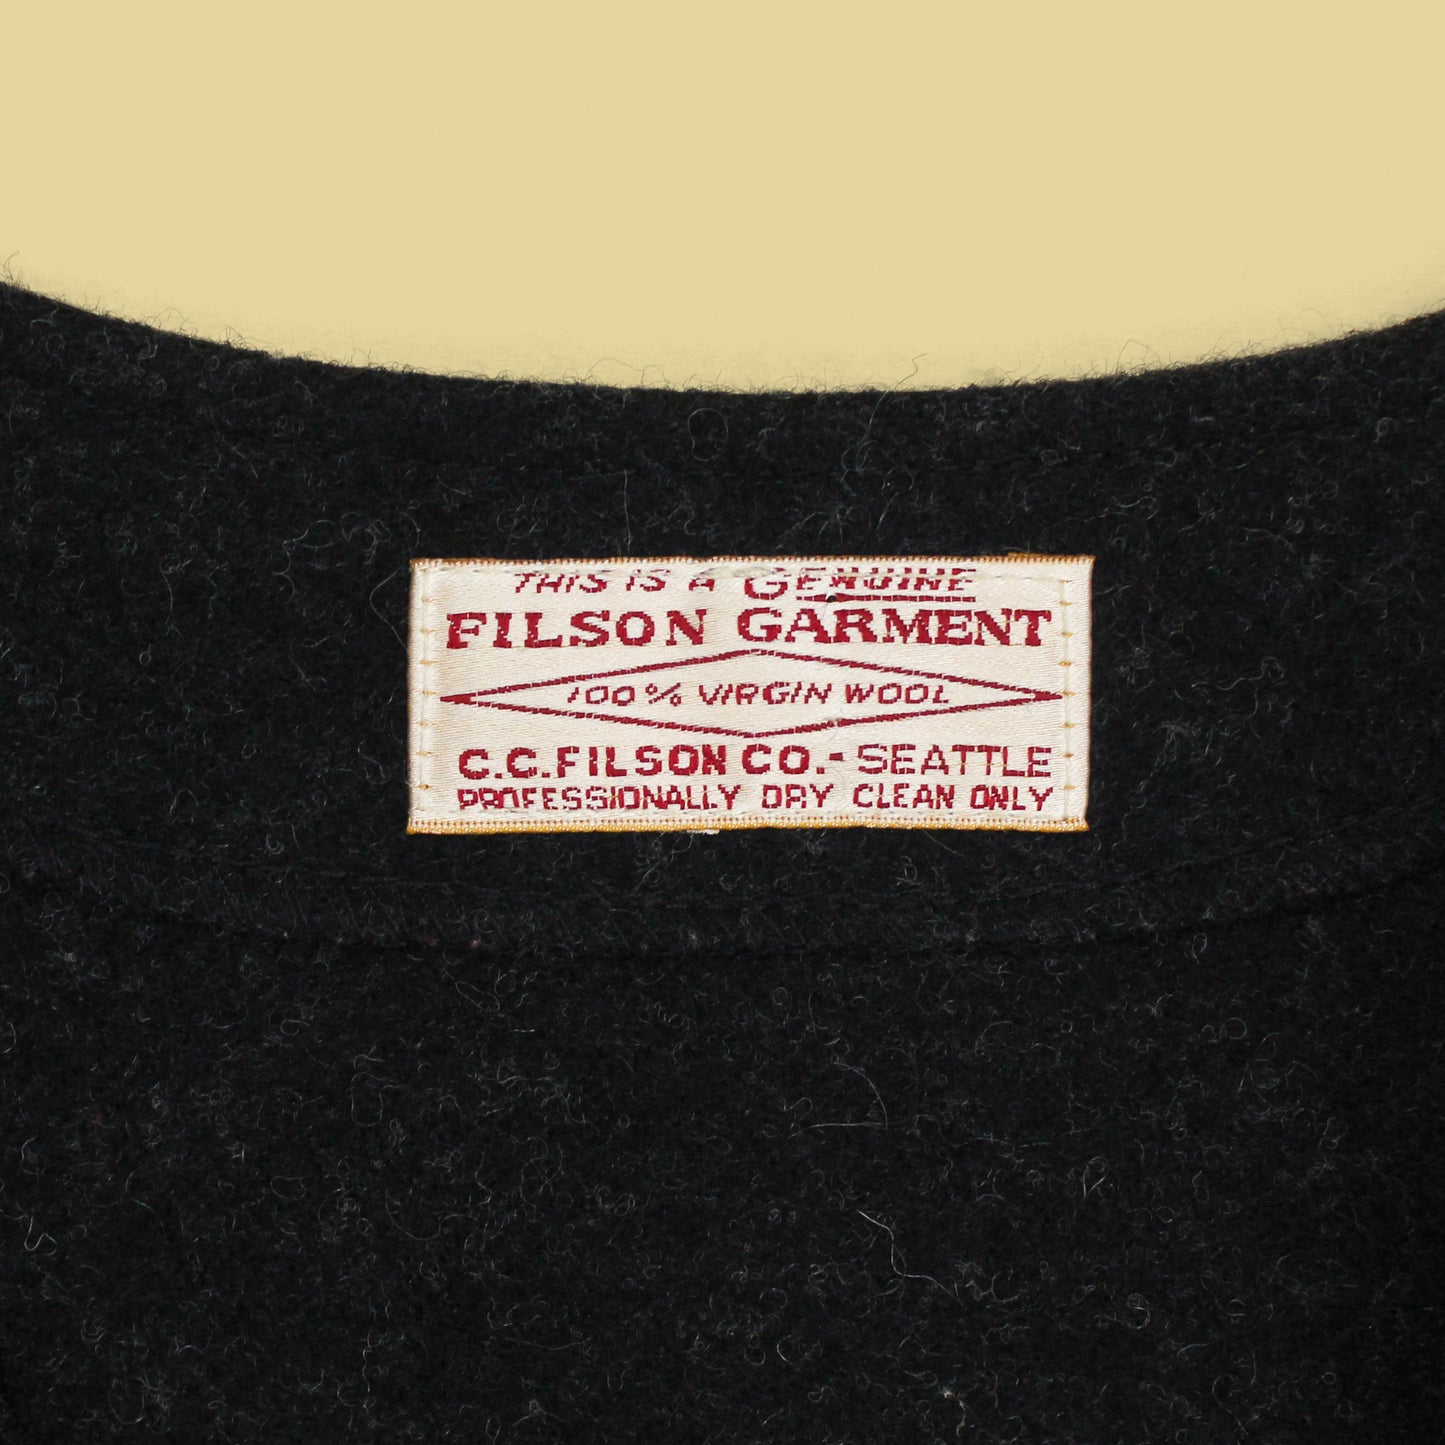 THIS IS A GENUINE
FILSON GARMENT
100% VIRGIN WOOL
C.C. FILSON CO. - SEATTLE
PROFESSIONALLY DRY CLEAN ONLY